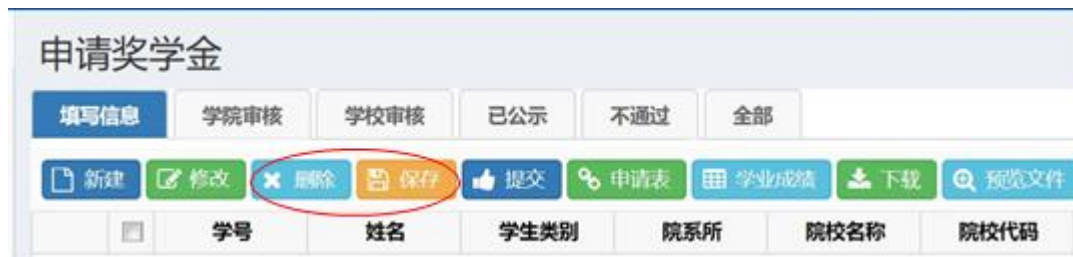 申请奖学金
填写信息 学院审核 学校审核 已公示 不通过 全部
新建 修改 删除 保存 提交 申请表 学业成绩 下载 预览文件
学号 姓名 学生类别 院系所 院校名称 院校代码